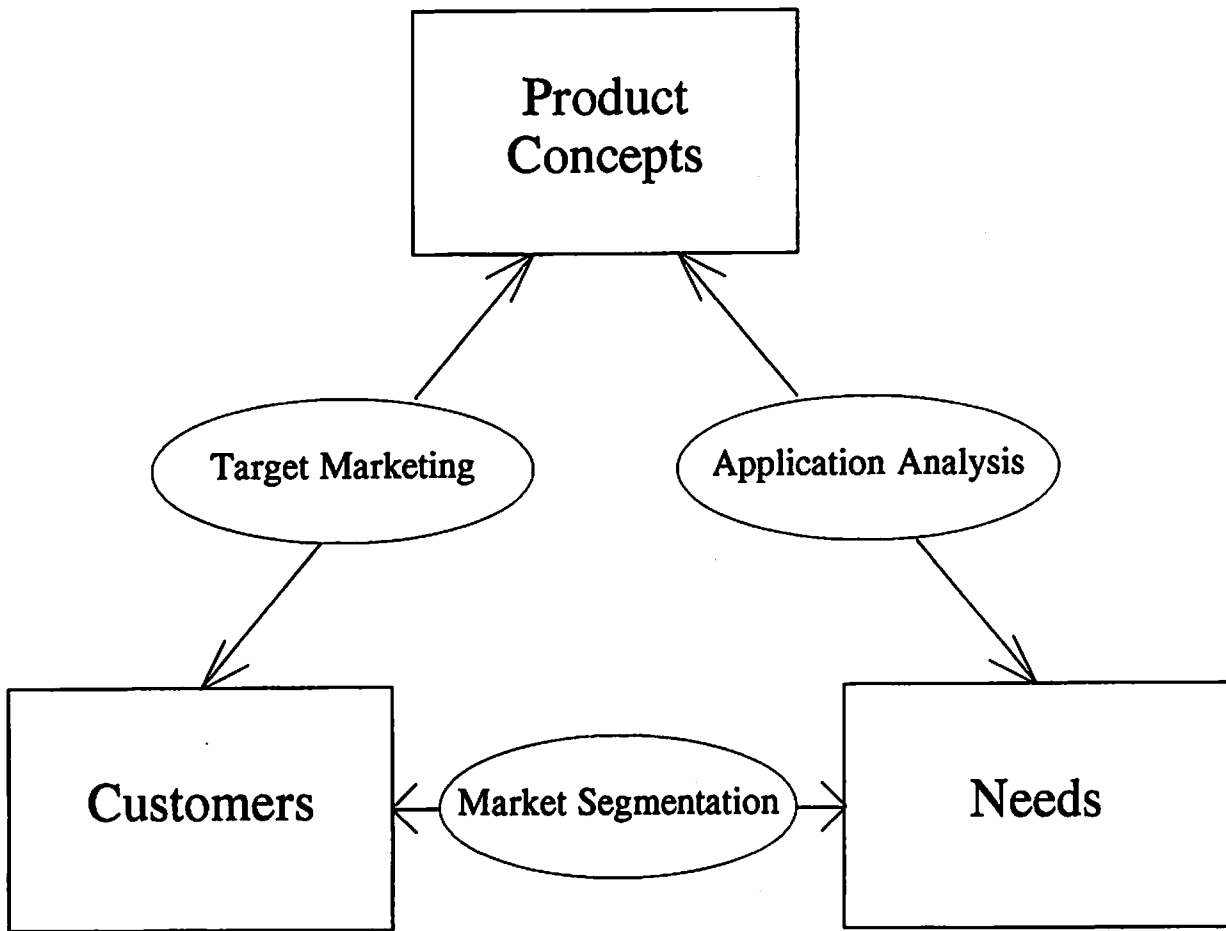 Product
Concepts
Target Marketing
Application Analysis
Customers
Market Segmentation
Needs